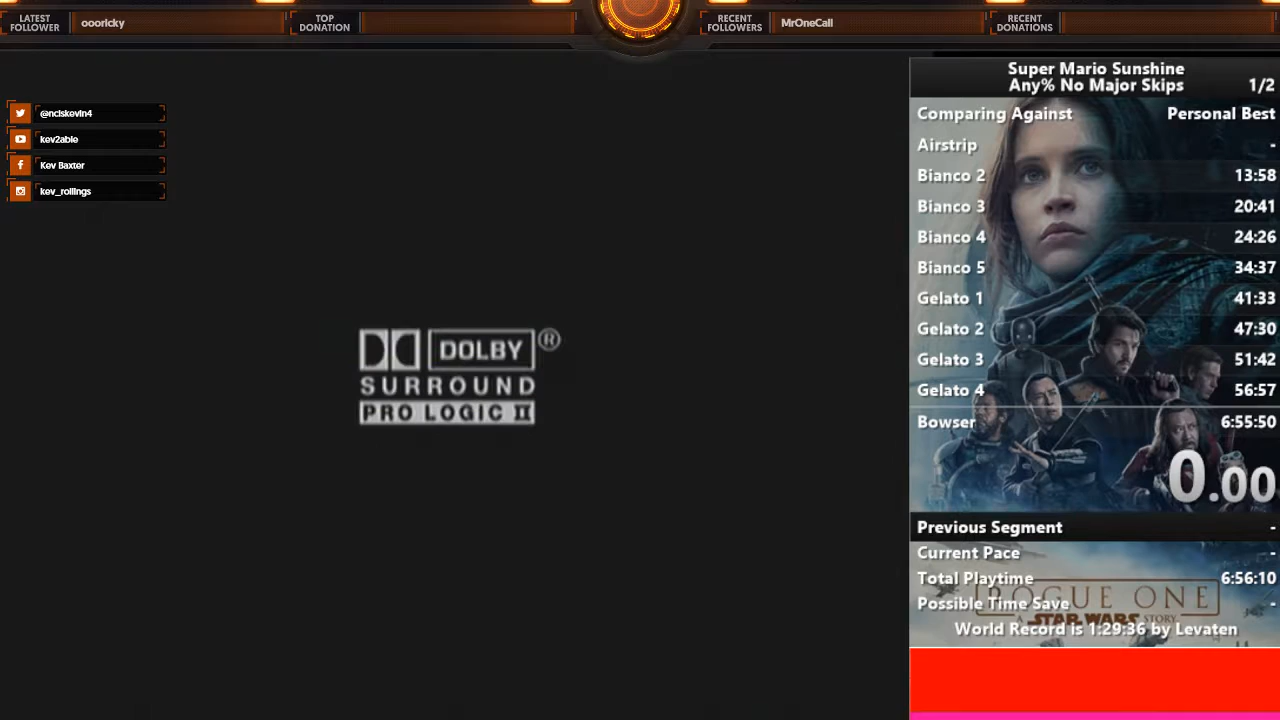 LATEST FOLLOWER oooricky
TOP DONATION
RECENT FOLLOWERS MrOneCall
RECENT DONATIONS
@nciskevin4
kev2able
Kev Baxter
kev_rollings
DOLBY ®
SURROUND
PRO LOGIC II
Super Mario Sunshine
Any% No Major Skips 1/2
Comparing Against Personal Best
Airstrip -
Bianco 2 13:58
Bianco 3 20:41
Bianco 4 24:26
Bianco 5 34:37
Gelato 1 41:33
Gelato 2 47:30
Gelato 3 51:42
Gelato 4 56:57
Bowser 6:55:50
0.00
Previous Segment -
Current Pace -
Total Playtime 6:56:10
Possible Time Save -
ROGUE ONE
A STAR WARS STORY
World Record is 1:29:36 by Levaten